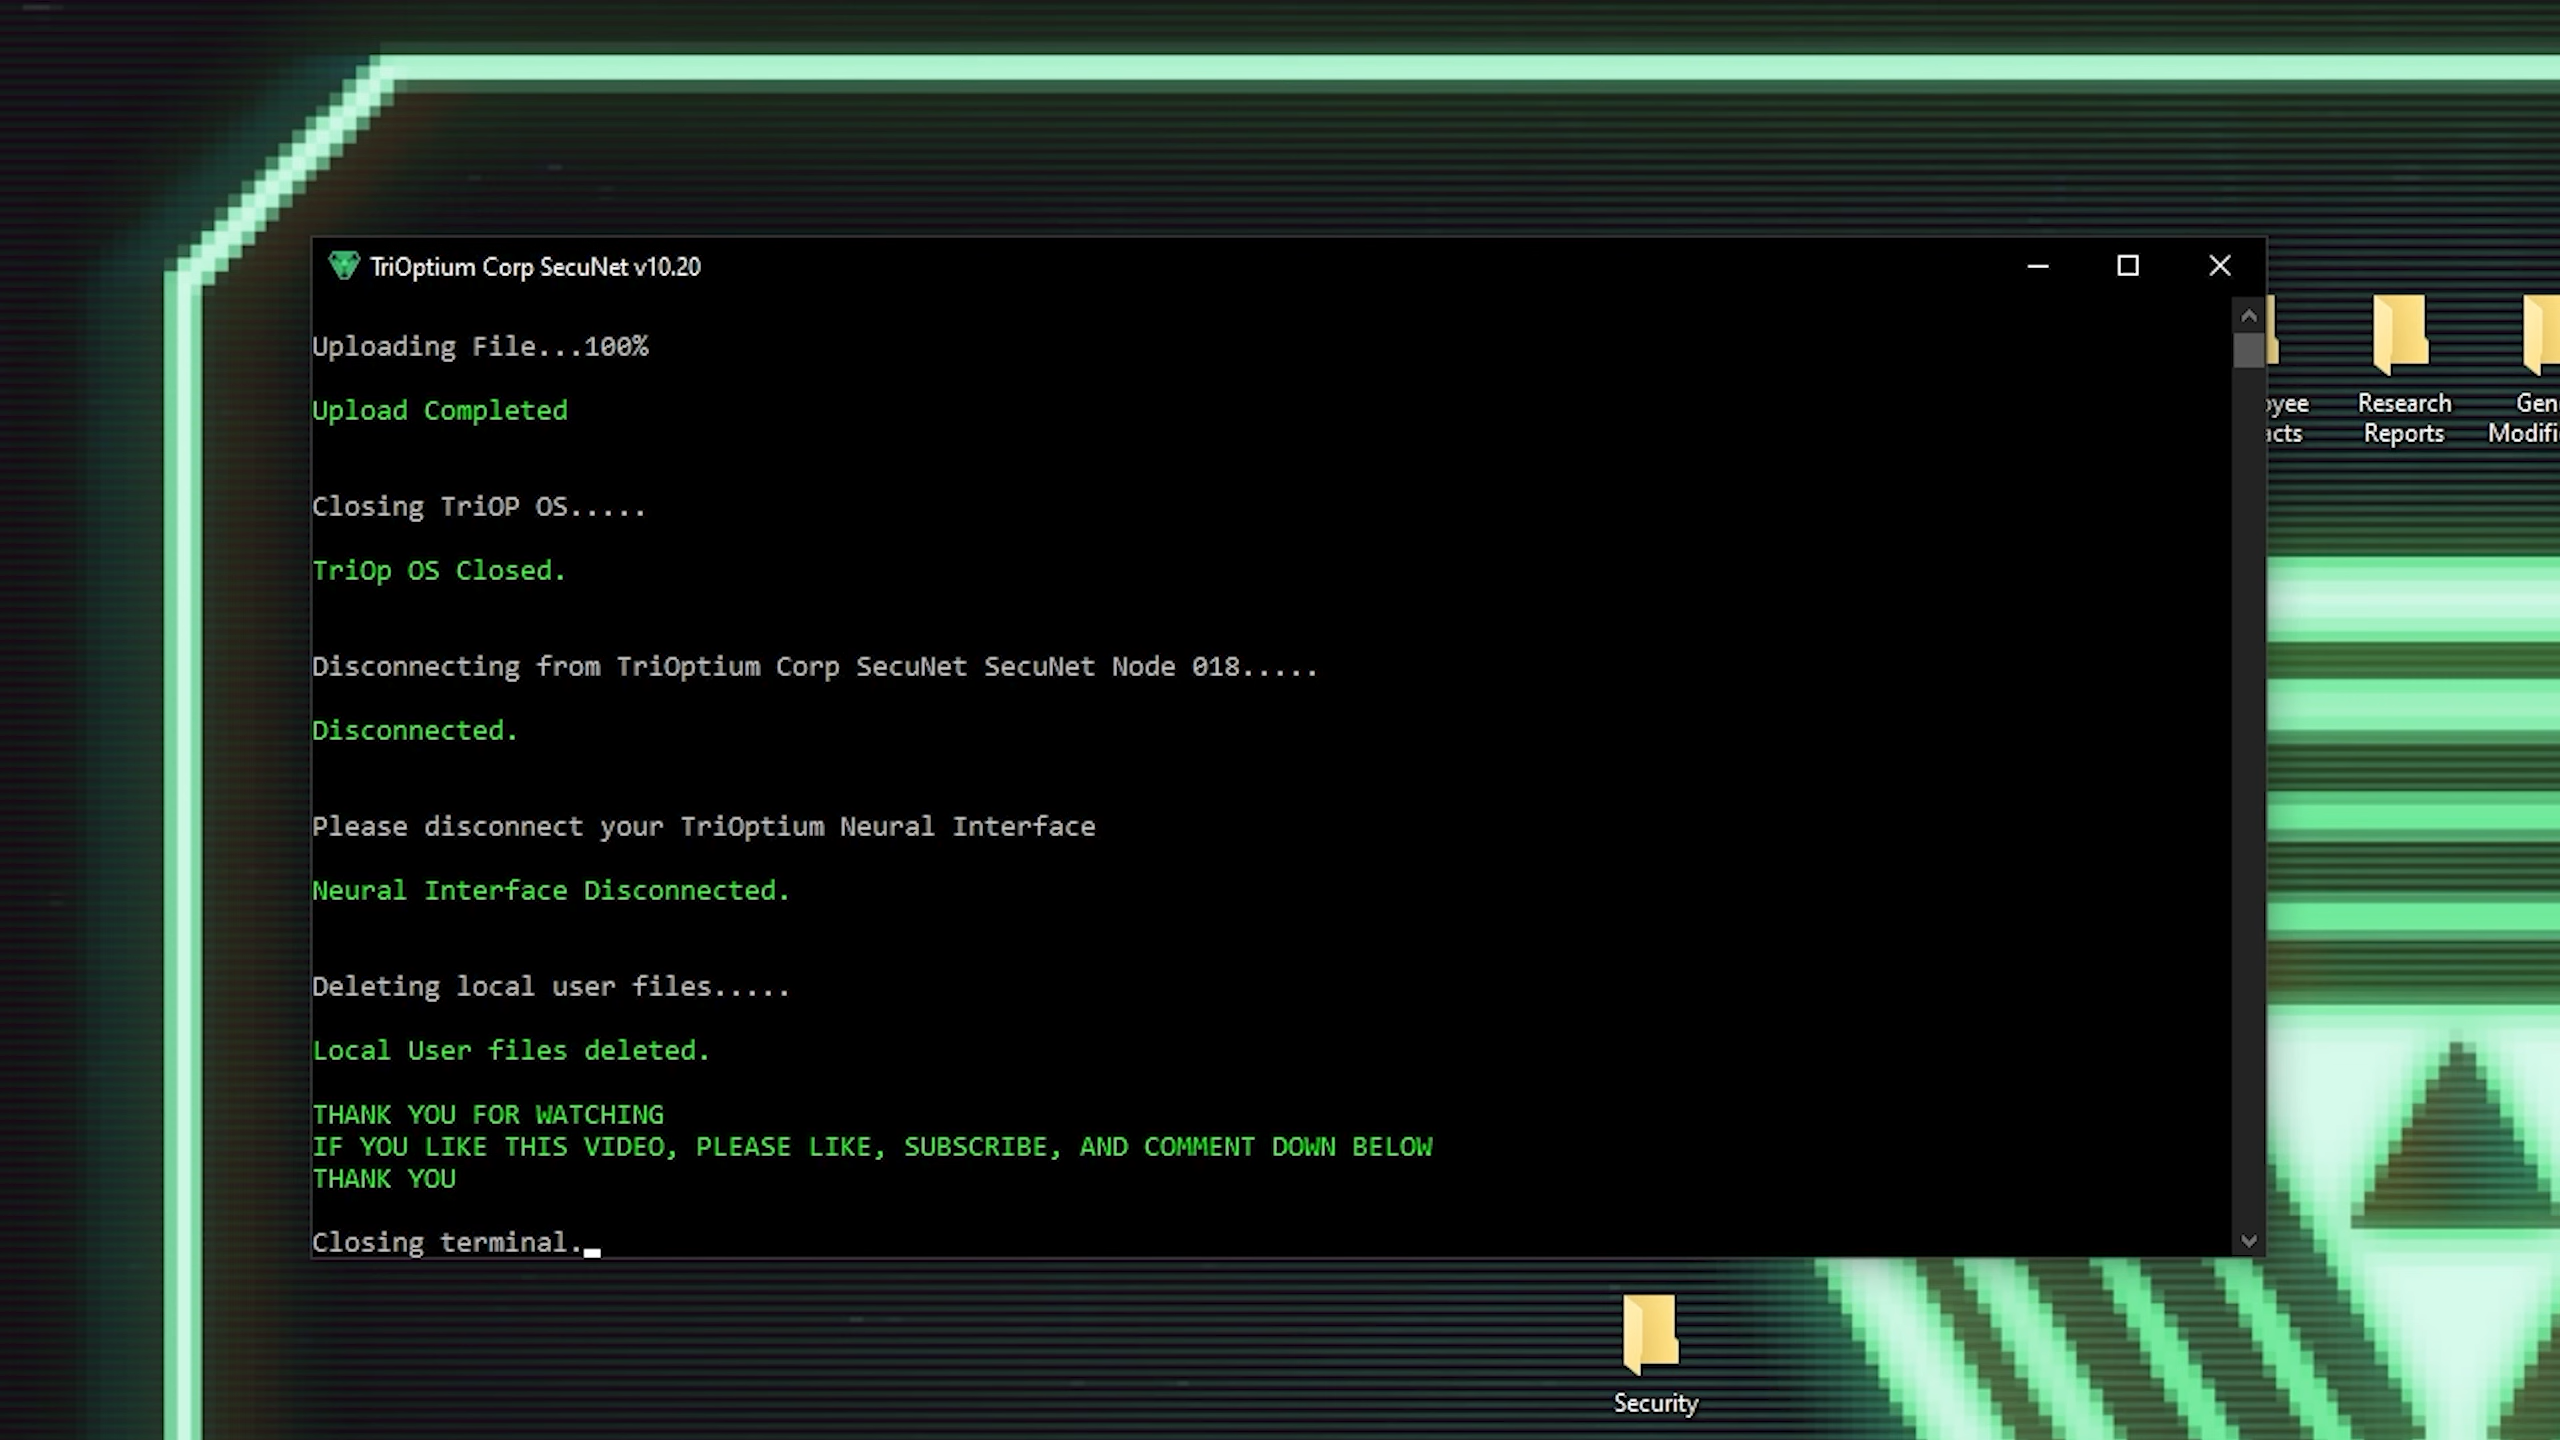 TriOptium Corp SecuNet v10.20
Uploading File...100%
Upload Completed
Closing TriOP OS.....
TriOp OS Closed.
Disconnecting from TriOptium Corp SecuNet SecuNet Node 018.....
Disconnected.
Please disconnect your TriOptium Neural Interface
Neural Interface Disconnected.
Deleting local user files.....
Local User files deleted.
THANK YOU FOR WATCHING
IF YOU LIKE THIS VIDEO, PLEASE LIKE, SUBSCRIBE, AND COMMENT DOWN BELOW
THANK YOU
Closing terminal.
Research
Reports
Security